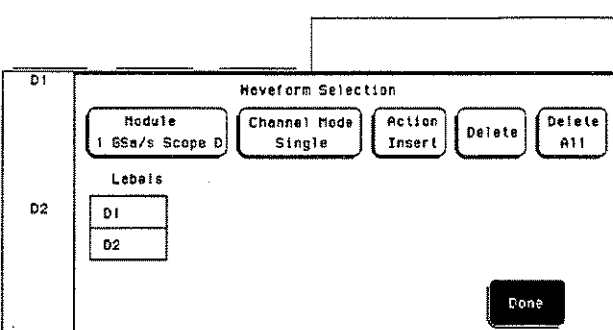 D1
Waveform Selection
Module
1 GSa/s Scope D
Channel Mode
Single
Action
Insert
Delete
Delete
All
Labels
D2
D1
D2
Done